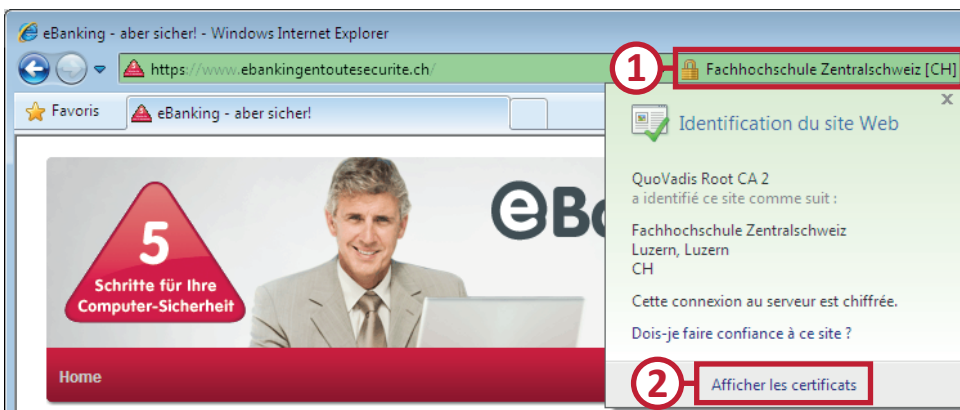 eBanking - aber sicher! - Windows Internet Explorer
https://www.ebankingentoutesecurite.ch/
1
Fachhochschule Zentralschweiz [CH]
Favoris
eBanking - aber sicher!
x
Identification du site Web
QuoVadis Root CA 2
a identifié ce site comme suit :
Fachhochschule Zentralschweiz
Luzern, Luzern
CH
Cette connexion au serveur est chiffrée.
Dois-je faire confiance à ce site ?
2
Afficher les certificats
5
Schritte für Ihre
Computer-Sicherheit
Home